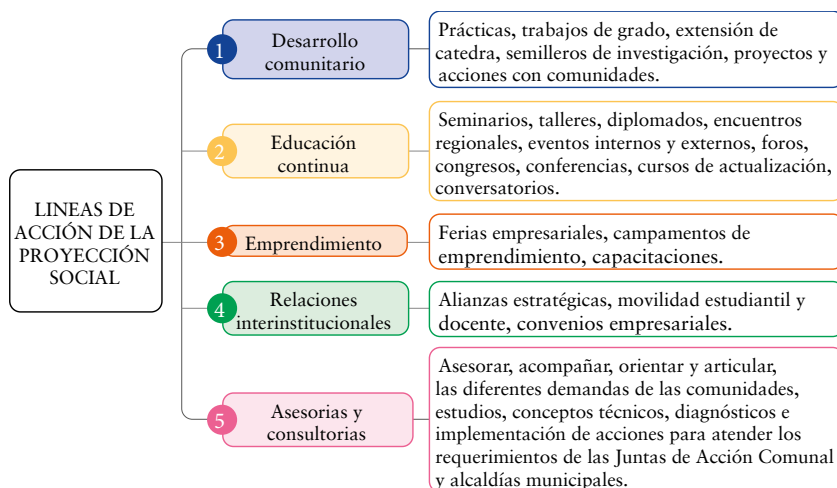 LINEAS DE
ACCIÓN DE LA
PROYECCIÓN
SOCIAL
1
Desarrollo
comunitario
Prácticas, trabajos de grado, extensión de
catedra, semilleros de investigación, proyectos y
acciones con comunidades.
2
Educación
continua
Seminarios, talleres, diplomados, encuentros
regionales, eventos internos y externos, foros,
congresos, conferencias, cursos de actualización,
conversatorios.
3
Emprendimiento
Ferias empresariales, campamentos de
emprendimiento, capacitaciones.
4
Relaciones
interinstitucionales
Alianzas estratégicas, movilidad estudiantil y
docente, convenios empresariales.
5
Asesorias y
consultorias
Asesorar, acompañar, orientar y articular,
las diferentes demandas de las comunidades,
estudios, conceptos técnicos, diagnósticos e
implementación de acciones para atender los
requerimientos de las Juntas de Acción Comunal
y alcaldías municipales.